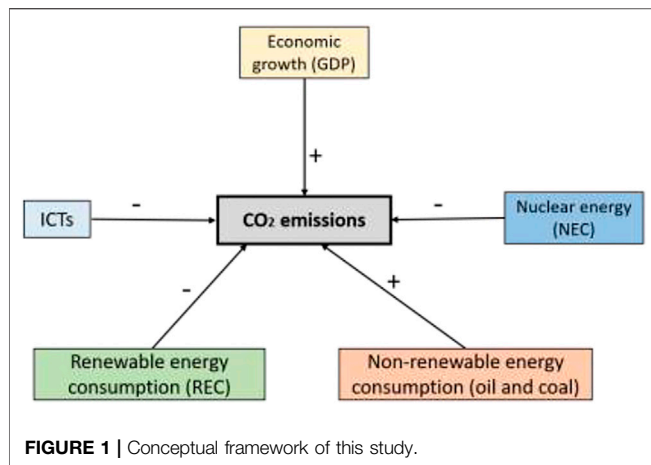 Economic
growth (GDP)
+
ICTs
-
CO₂ emissions
-
Nuclear energy
(NEC)
-
+
Renewable energy
consumption (REC)
Non-renewable energy
consumption (oil and coal)
FIGURE 1 | Conceptual framework of this study.